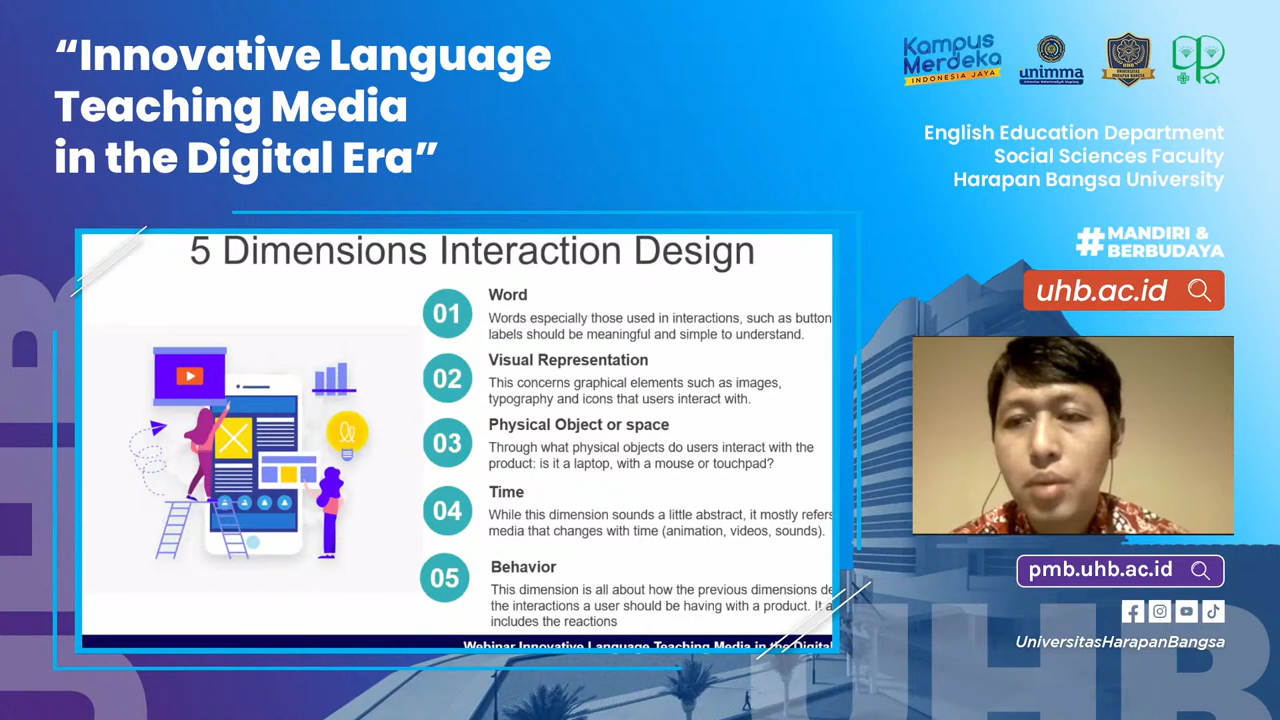 “Innovative Language
Teaching Media
in the Digital Era”
Kampus
Merdeka
INDONESIA JAYA
unimma
UNIVERSITAS
HARAPAN BANGSA
English Education Department
Social Sciences Faculty
Harapan Bangsa University
#MANDIRI &
BERBUDAYA
uhb.ac.id
5 Dimensions Interaction Design
01
Word
Words especially those used in interactions, such as button
labels should be meaningful and simple to understand.
02
Visual Representation
This concerns graphical elements such as images,
typography and icons that users interact with.
03
Physical Object or space
Through what physical objects do users interact with the
product: is it a laptop, with a mouse or touchpad?
04
Time
While this dimension sounds a little abstract, it mostly refers
media that changes with time (animation, videos, sounds).
05
Behavior
This dimension is all about how the previous dimensions de
the interactions a user should be having with a product. It a
includes the reactions
Webinar Innovative Language Teaching Media in the Digital
pmb.uhb.ac.id
UniversitasHarapanBangsa
UHB
UHB